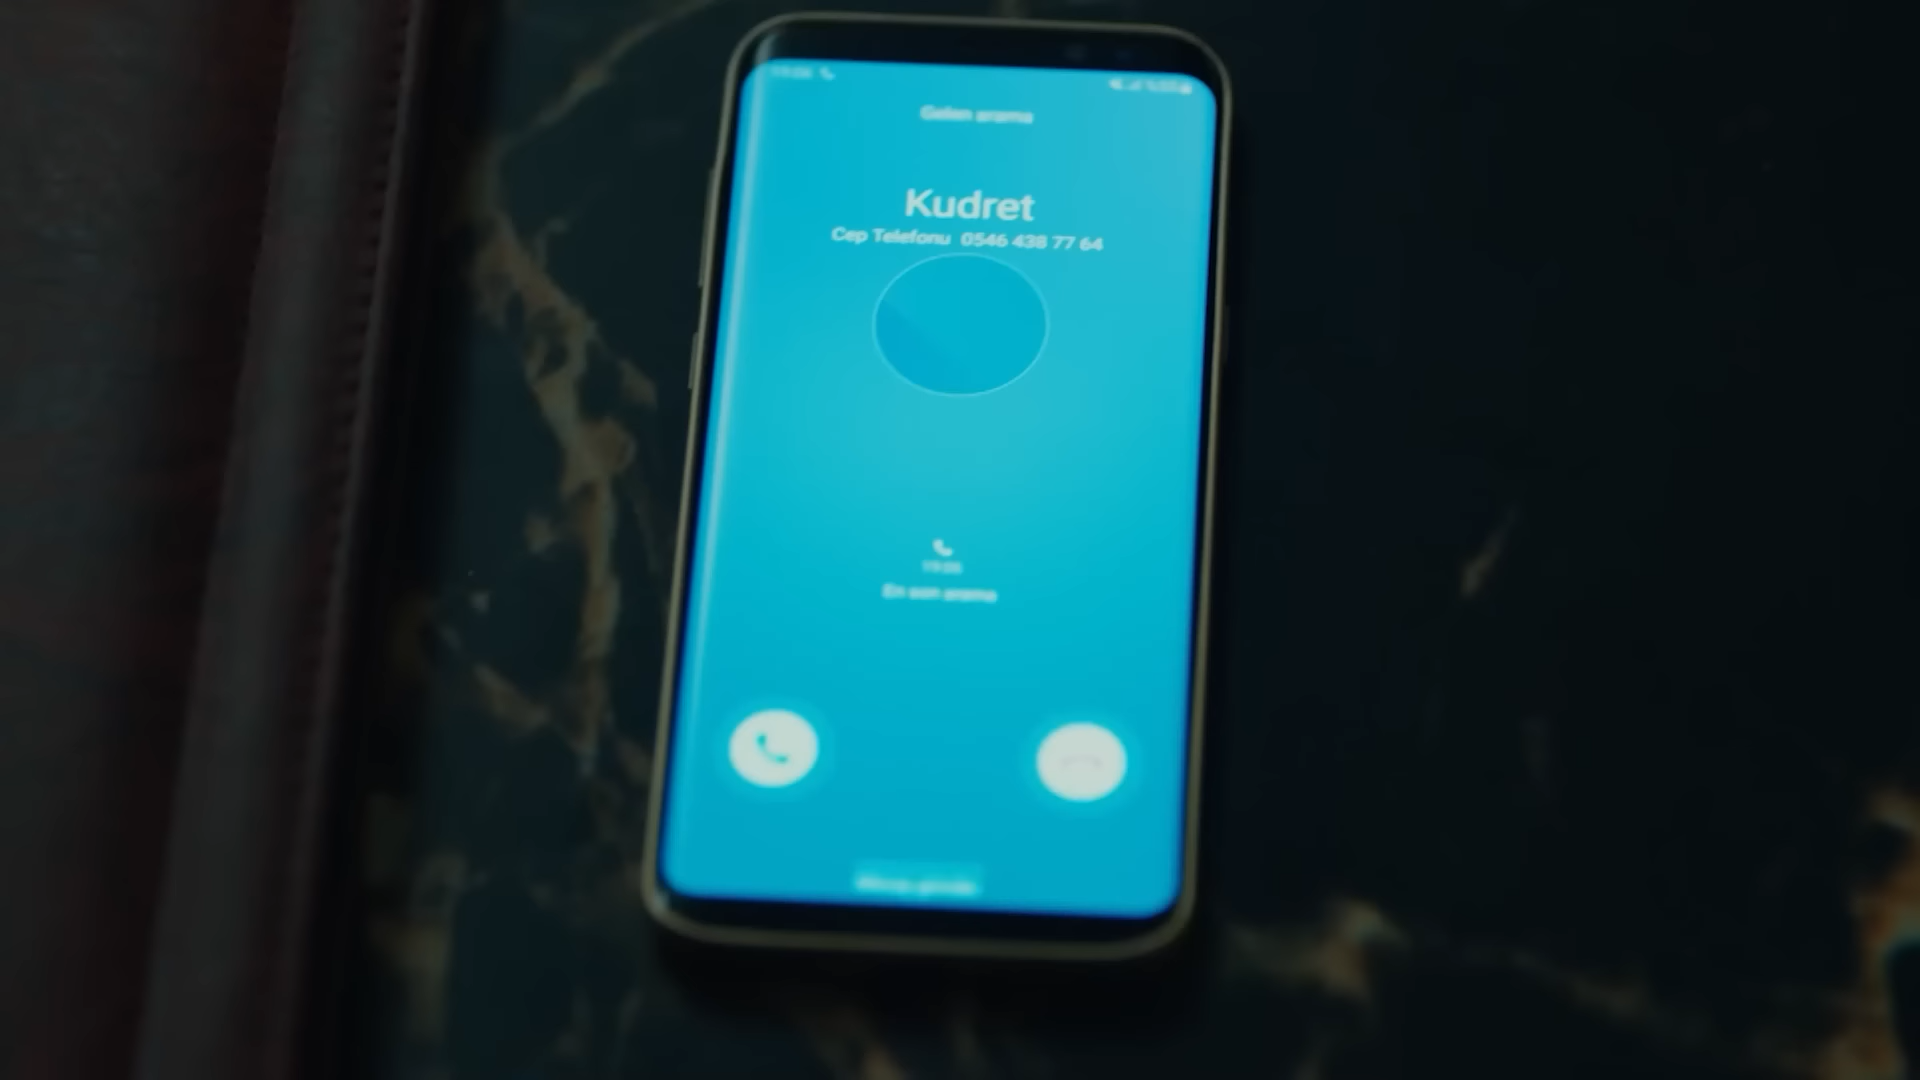 Gelen arama
Kudret
Cep Telefonu 0546 438 77 64
En son arama